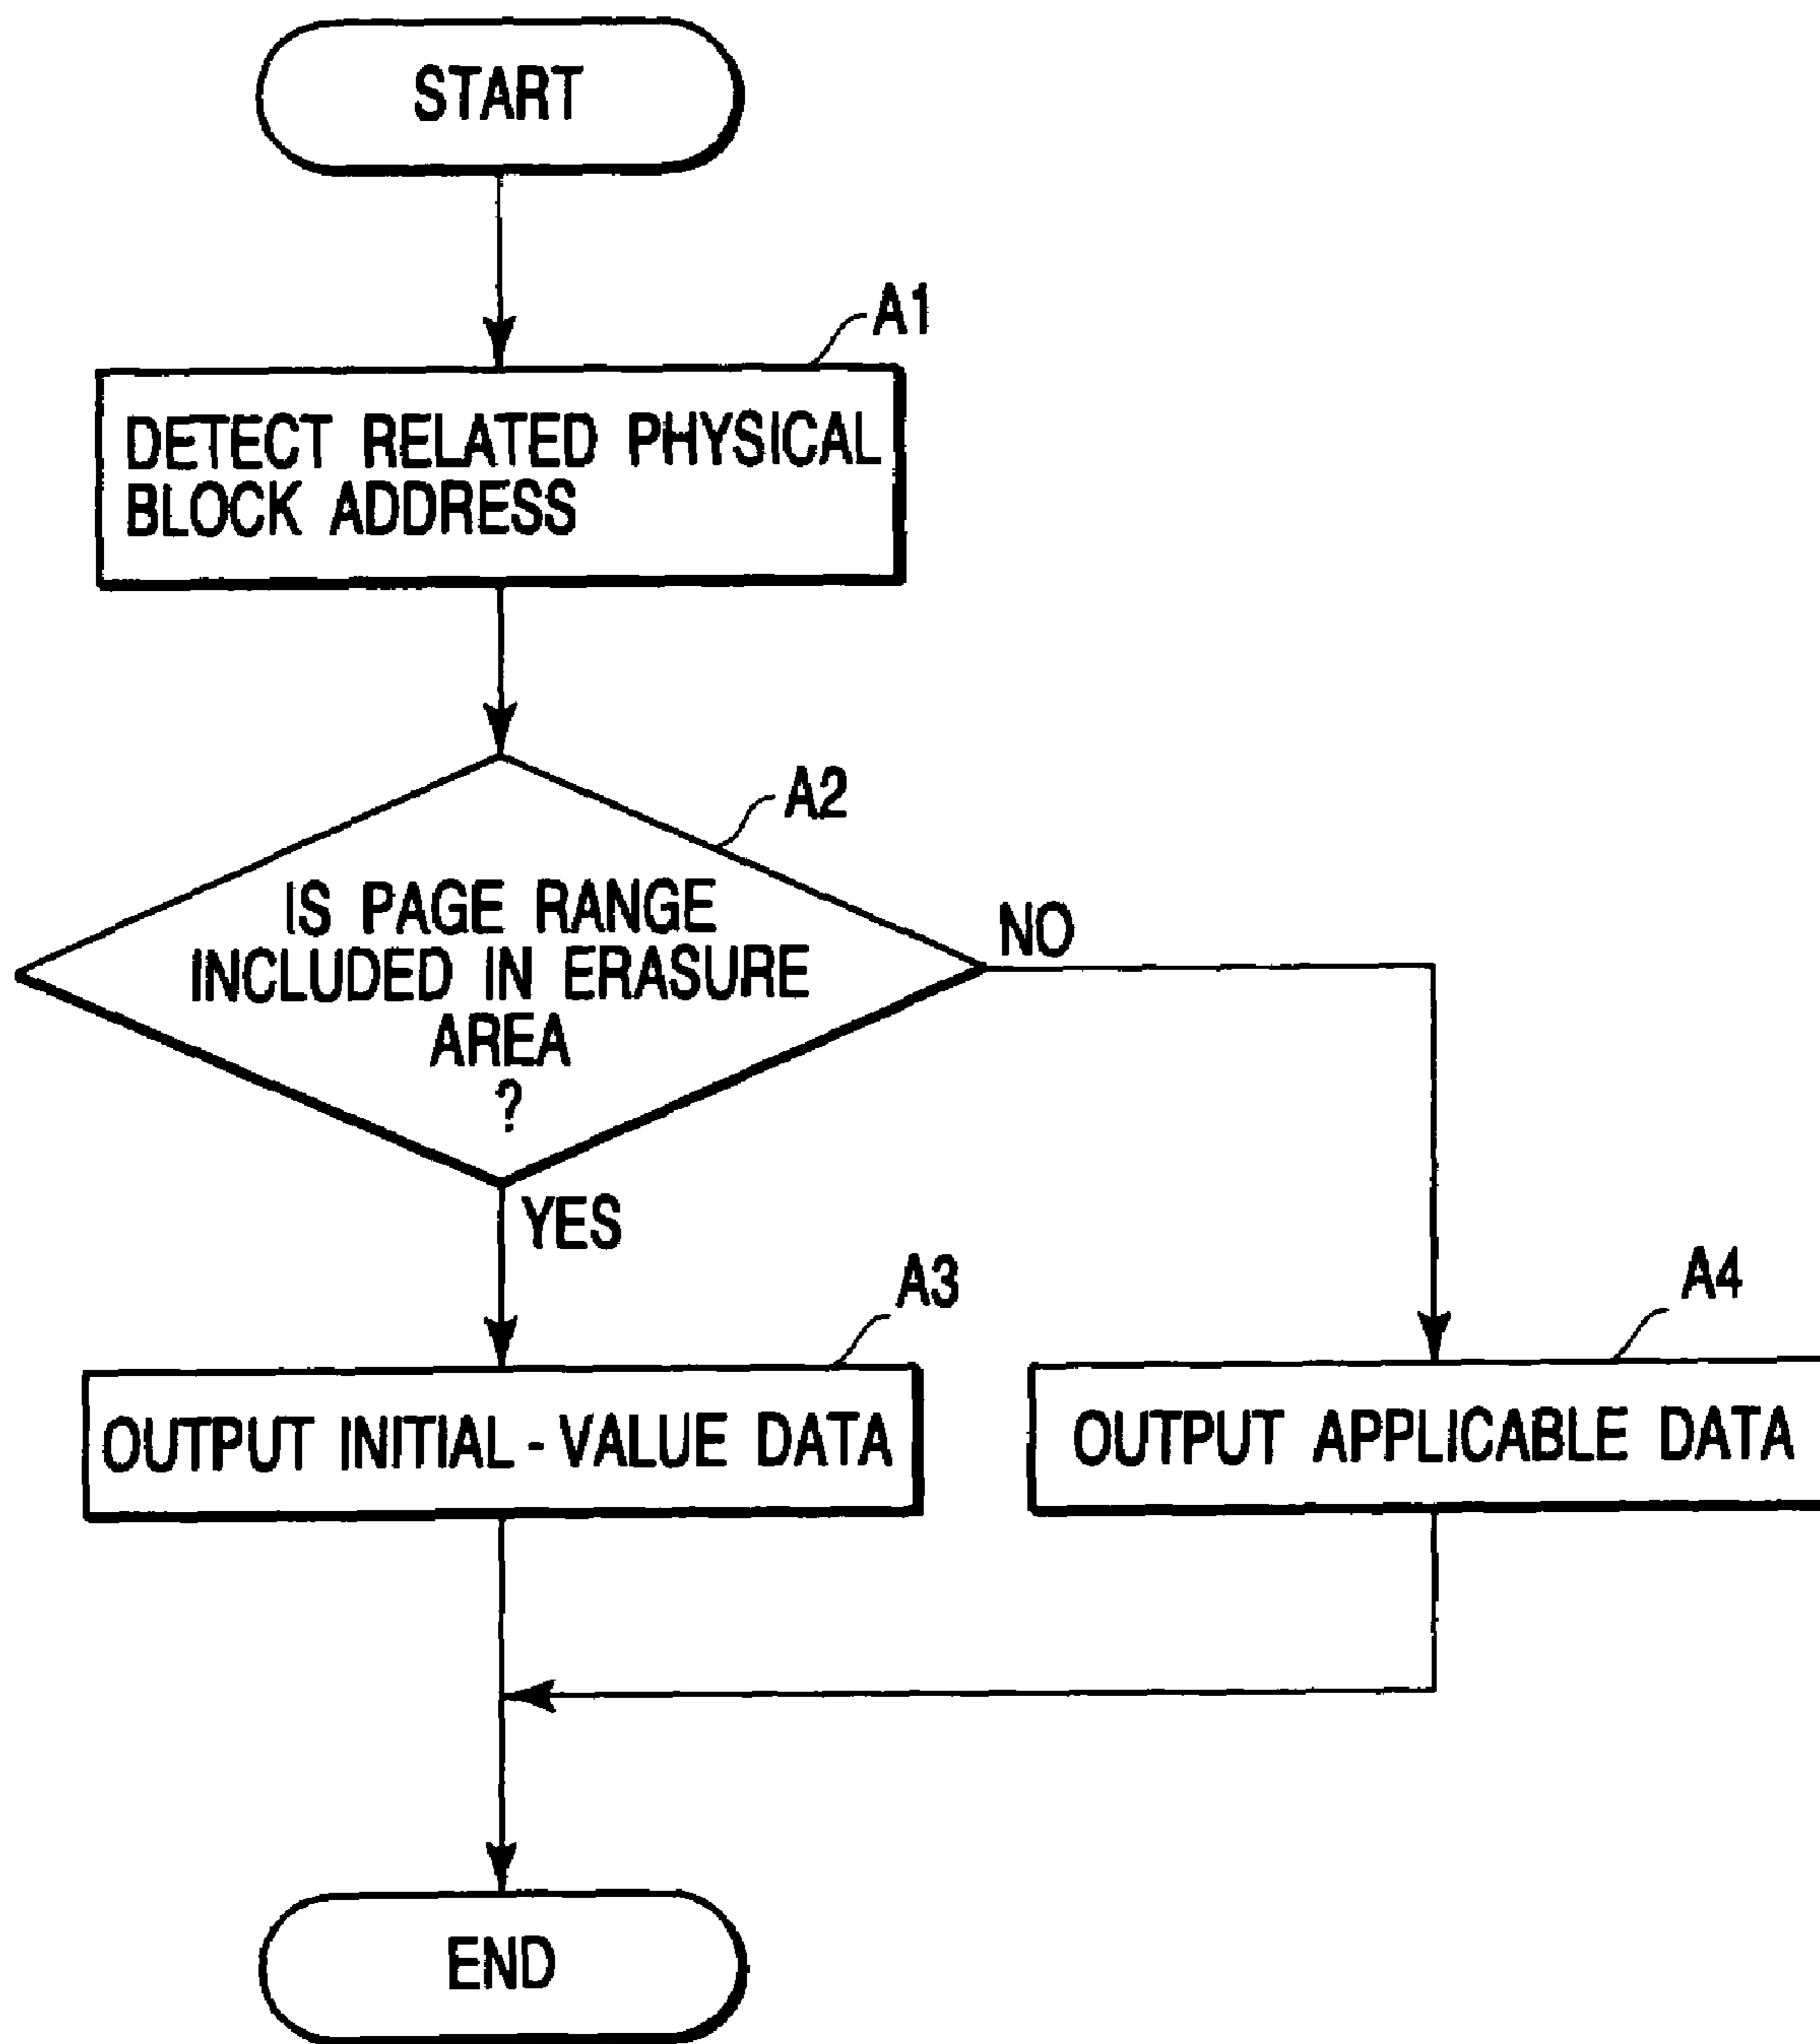 START
A1
DETECT RELATED PHYSICAL
BLOCK ADDRESS
A2
IS PAGE RANGE
INCLUDED IN ERASURE
AREA
?
NO
YES
A3
OUTPUT INITIAL-VALUE DATA
A4
OUTPUT APPLICABLE DATA
END